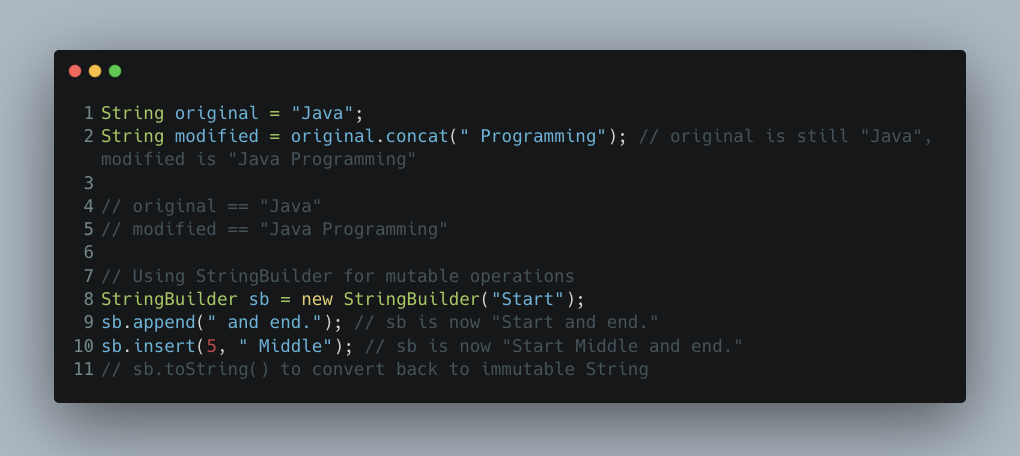 1 String original = "Java";
2 String modified = original.concat(" Programming"); // original is still "Java",
modified is "Java Programming"
3
4 // original == "Java"
5 // modified == "Java Programming"
6
7 // Using StringBuilder for mutable operations
8 StringBuilder sb = new StringBuilder("Start");
9 sb.append(" and end."); // sb is now "Start and end."
10 sb.insert(5, " Middle"); // sb is now "Start Middle and end."
11 // sb.toString() to convert back to immutable String